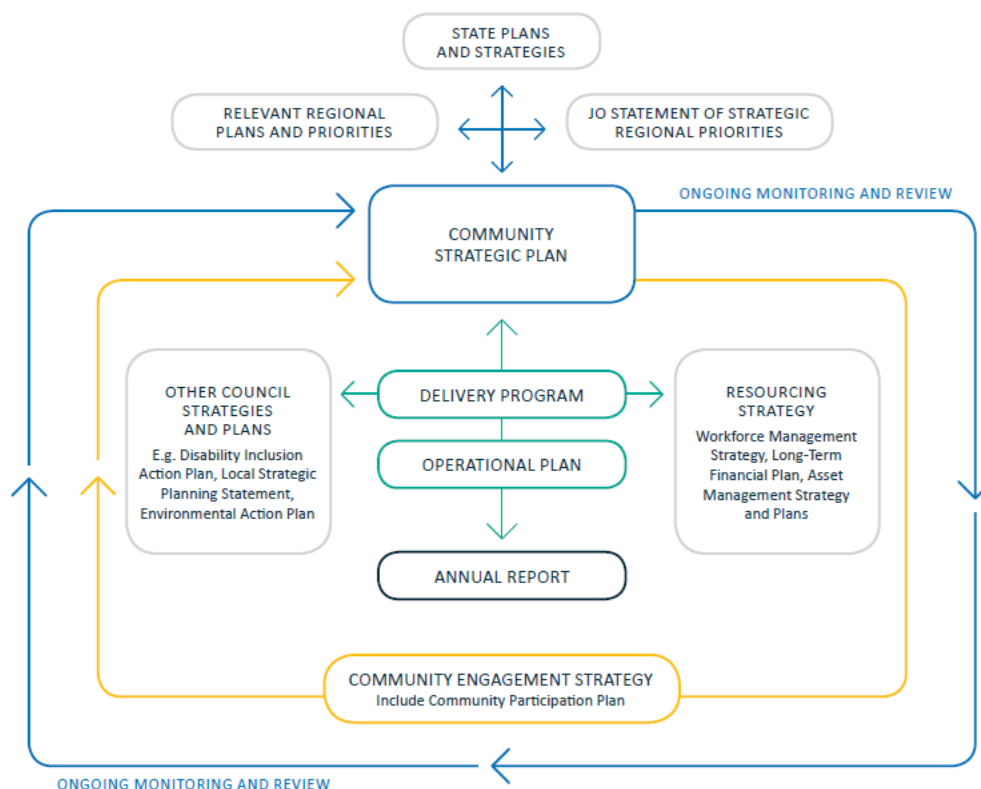 STATE PLANS
AND STRATEGIES
RELEVANT REGIONAL
PLANS AND PRIORITIES
JO STATEMENT OF STRATEGIC
REGIONAL PRIORITIES
ONGOING MONITORING AND REVIEW
COMMUNITY
STRATEGIC PLAN
OTHER COUNCIL
STRATEGIES
AND PLANS
E.g. Disability Inclusion
Action Plan, Local Strategic
Planning Statement,
Environmental Action Plan
DELIVERY PROGRAM
OPERATIONAL PLAN
ANNUAL REPORT
RESOURCING
STRATEGY
Workforce Management
Strategy, Long-Term
Financial Plan, Asset
Management Strategy
and Plans
COMMUNITY ENGAGEMENT STRATEGY
Include Community Participation Plan
ONGOING MONITORING AND REVIEW